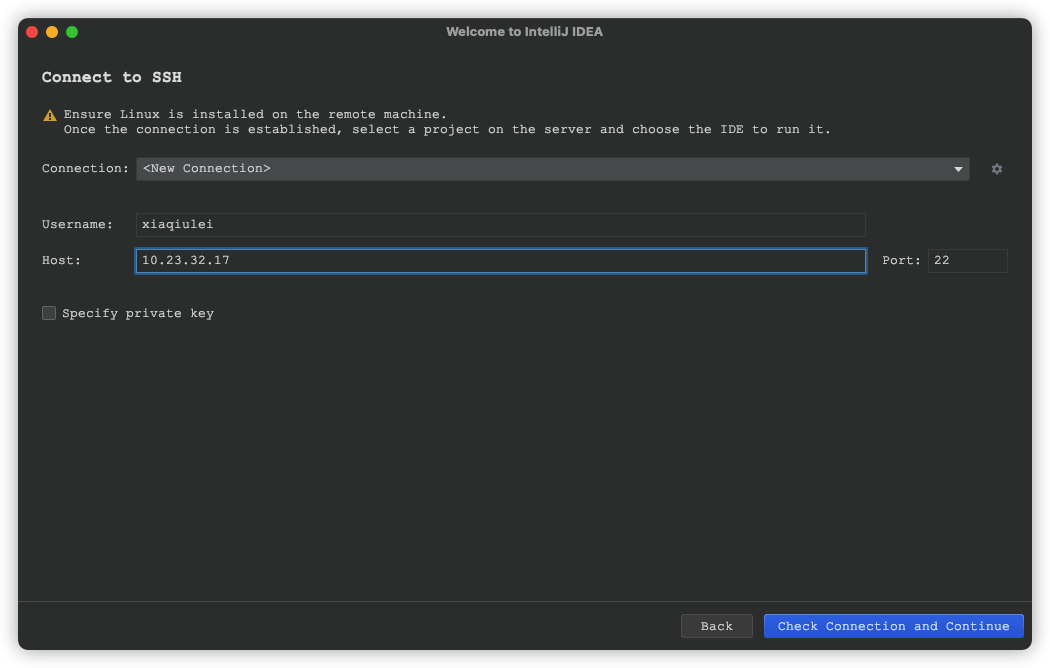 Welcome to IntelliJ IDEA
Connect to SSH
Ensure Linux is installed on the remote machine.
Once the connection is established, select a project on the server and choose the IDE to run it.
Connection: <New Connection>
Username: xiaqiulei
Host: 10.23.32.17 Port: 22
Specify private key
Back Check Connection and Continue